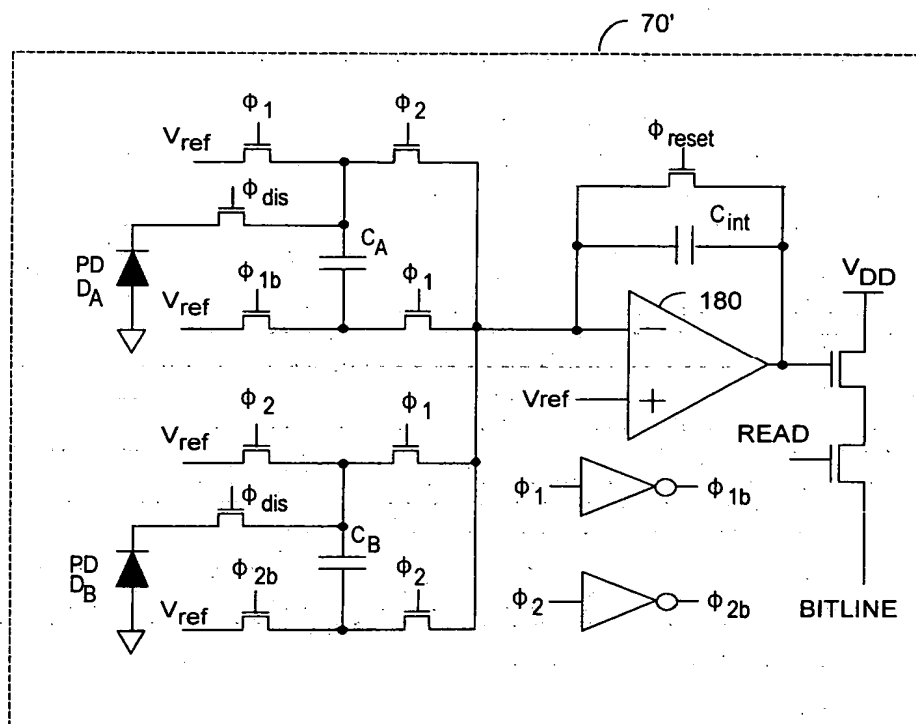 70'
Φ1
Φ2
Vref
Φreset
Φdis
CA
Cint
PD
DA
Φ1b
Φ1
Vref
180
VDD
−
Φ2
Φ1
Vref
+
Vref
READ
Φdis
Φ1
Φ1b
CB
PD
DB
Φ2b
Φ2
Vref
Φ2
Φ2b
BITLINE